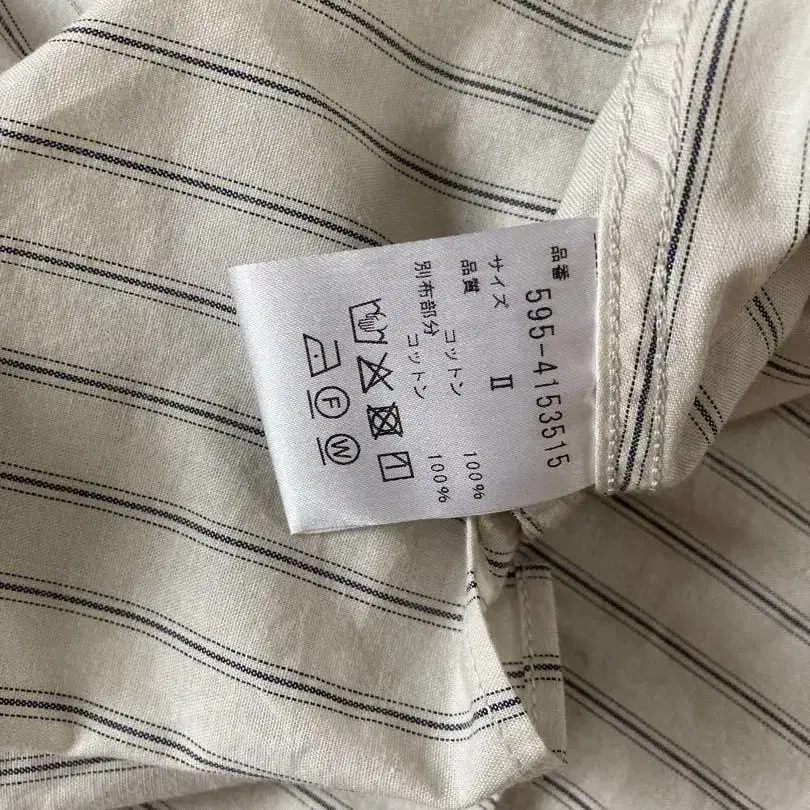 品番 595-4153515
サイズ II
品質 コットン 100%
別布部分 コットン 100%
F
W